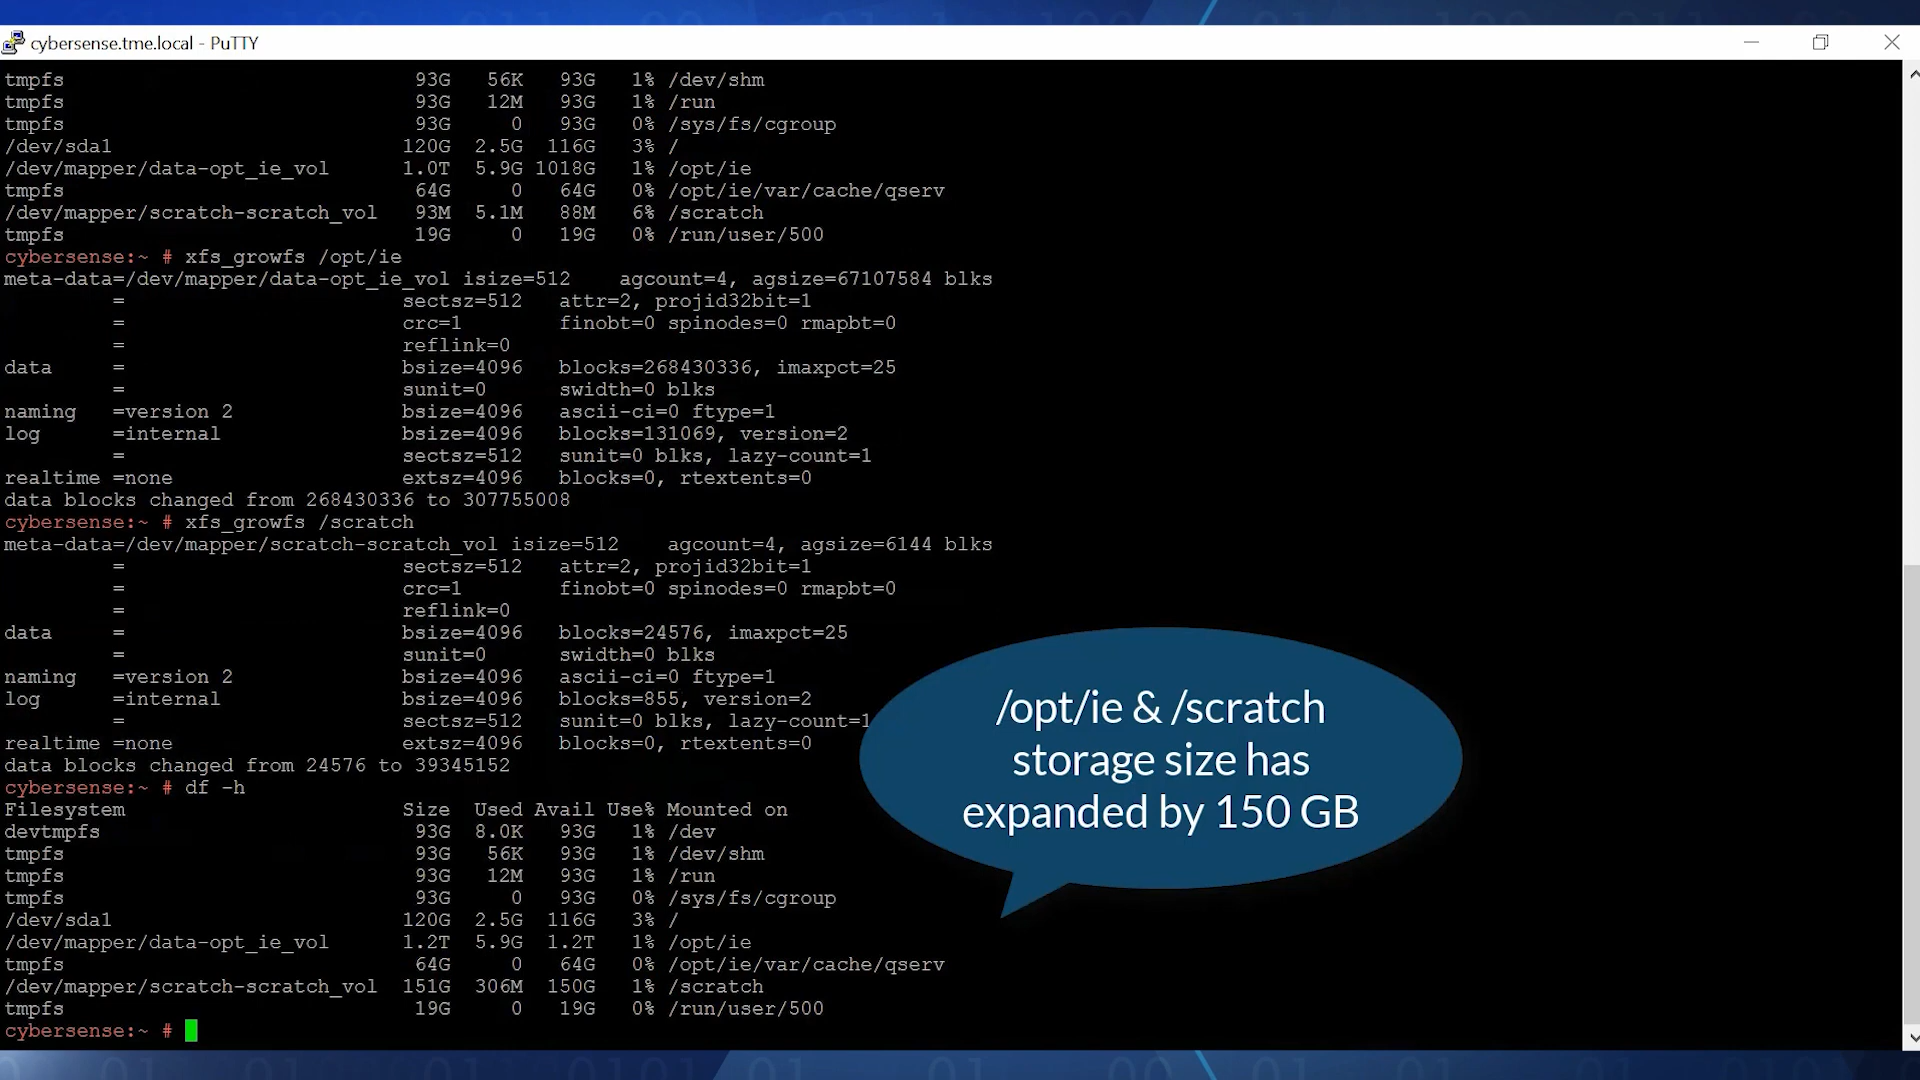 cybersense.tme.local - PuTTY
tmpfs 93G 56K 93G 1% /dev/shm
tmpfs 93G 12M 93G 1% /run
tmpfs 93G 0 93G 0% /sys/fs/cgroup
/dev/sda1 120G 2.5G 116G 3% /
/dev/mapper/data-opt_ie_vol 1.0T 5.9G 1018G 1% /opt/ie
tmpfs 64G 0 64G 0% /opt/ie/var/cache/qserv
/dev/mapper/scratch-scratch_vol 93M 5.1M 88M 6% /scratch
tmpfs 19G 0 19G 0% /run/user/500
cybersense:~ # xfs_growfs /opt/ie
meta-data=/dev/mapper/data-opt_ie_vol isize=512 agcount=4, agsize=67107584 blks
= sectsz=512 attr=2, projid32bit=1
= crc=1 finobt=0 spinodes=0 rmapbt=0
= reflink=0
data = bsize=4096 blocks=268430336, imaxpct=25
= sunit=0 swidth=0 blks
naming =version 2 bsize=4096 ascii-ci=0 ftype=1
log =internal bsize=4096 blocks=131069, version=2
= sectsz=512 sunit=0 blks, lazy-count=1
realtime =none extsz=4096 blocks=0, rtextents=0
data blocks changed from 268430336 to 307755008
cybersense:~ # xfs_growfs /scratch
meta-data=/dev/mapper/scratch-scratch_vol isize=512 agcount=4, agsize=6144 blks
= sectsz=512 attr=2, projid32bit=1
= crc=1 finobt=0 spinodes=0 rmapbt=0
= reflink=0
data = bsize=4096 blocks=24576, imaxpct=25
= sunit=0 swidth=0 blks
naming =version 2 bsize=4096 ascii-ci=0 ftype=1
log =internal bsize=4096 blocks=855, version=2
= sectsz=512 sunit=0 blks, lazy-count=1
realtime =none extsz=4096 blocks=0, rtextents=0
data blocks changed from 24576 to 39345152
cybersense:~ # df -h
Filesystem Size Used Avail Use% Mounted on
devtmpfs 93G 8.0K 93G 1% /dev
tmpfs 93G 56K 93G 1% /dev/shm
tmpfs 93G 12M 93G 1% /run
tmpfs 93G 0 93G 0% /sys/fs/cgroup
/dev/sda1 120G 2.5G 116G 3% /
/dev/mapper/data-opt_ie_vol 1.2T 5.9G 1.2T 1% /opt/ie
tmpfs 64G 0 64G 0% /opt/ie/var/cache/qserv
/dev/mapper/scratch-scratch_vol 151G 306M 150G 1% /scratch
tmpfs 19G 0 19G 0% /run/user/500
cybersense:~ #
/opt/ie & /scratch
storage size has
expanded by 150 GB